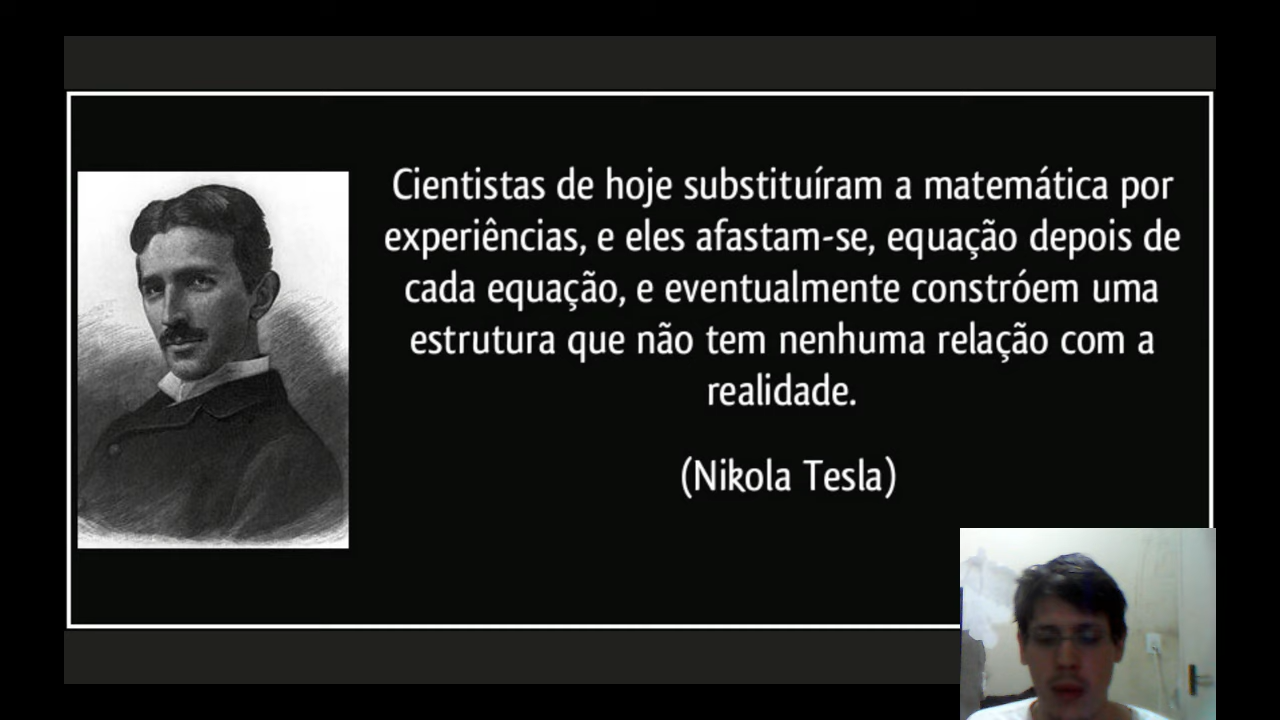 Cientistas de hoje substituíram a matemática por
experiências, e eles afastam-se, equação depois de
cada equação, e eventualmente constróem uma
estrutura que não tem nenhuma relação com a
realidade.
(Nikola Tesla)